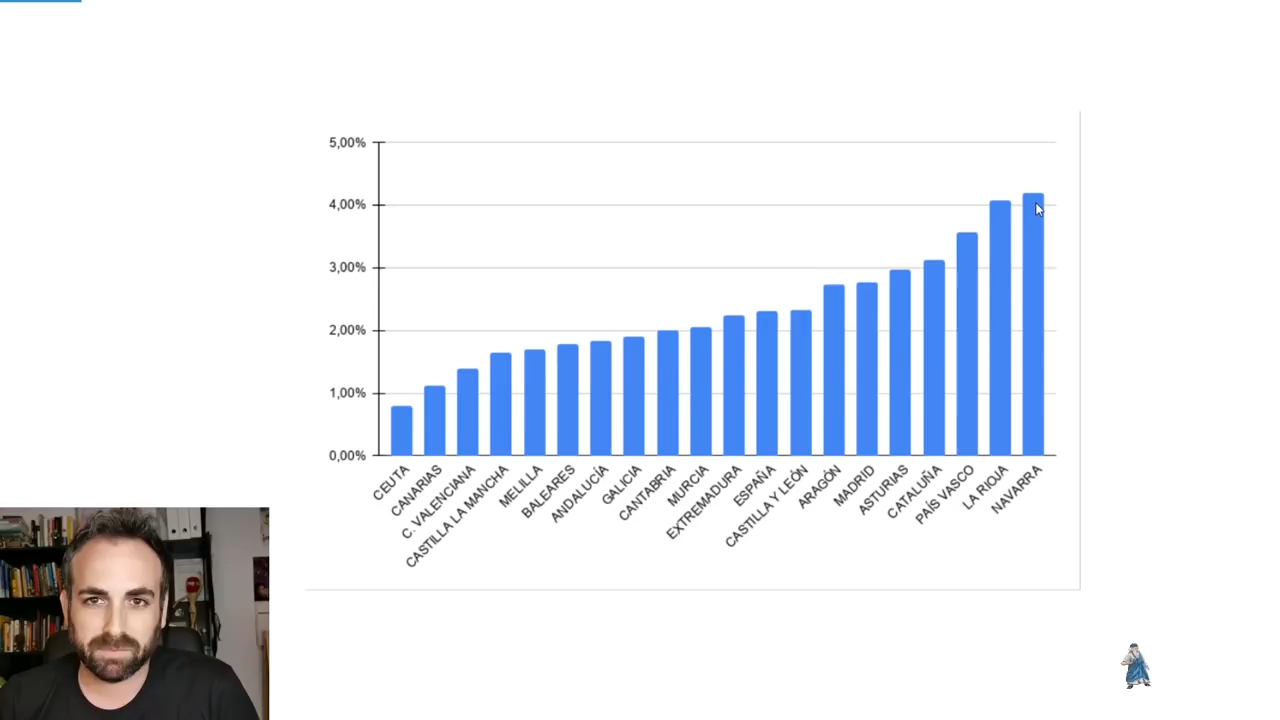 5,00%
4,00%
3,00%
2,00%
1,00%
0,00%
CEUTA
CANARIAS
C. VALENCIANA
CASTILLA LA MANCHA
MELILLA
BALEARES
ANDALUCÍA
GALICIA
CANTABRIA
MURCIA
EXTREMADURA
ESPAÑA
CASTILLA Y LEÓN
ARAGÓN
MADRID
ASTURIAS
CATALUÑA
PAÍS VASCO
LA RIOJA
NAVARRA